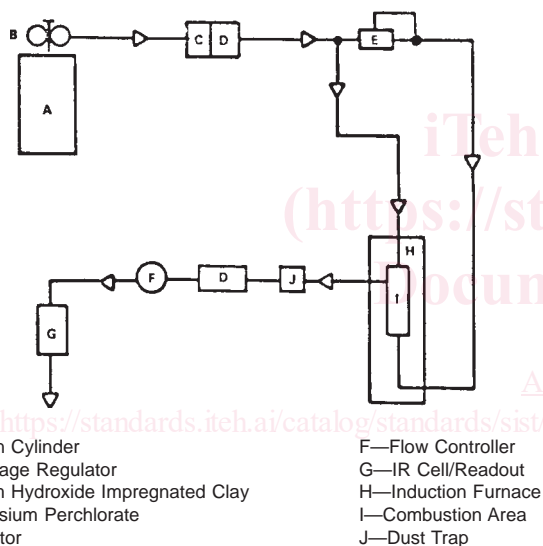 B
C D
E
A
iTeh
(https://st
H
F
D
J
I
Docum
G
A
https://standards.iteh.ai/catalog/standards/sist/
n Cylinder
age Regulator
n Hydroxide Impregnated Clay
sium Perchlorate
tor
F—Flow Controller
G—IR Cell/Readout
H—Induction Furnace
I—Combustion Area
J—Dust Trap